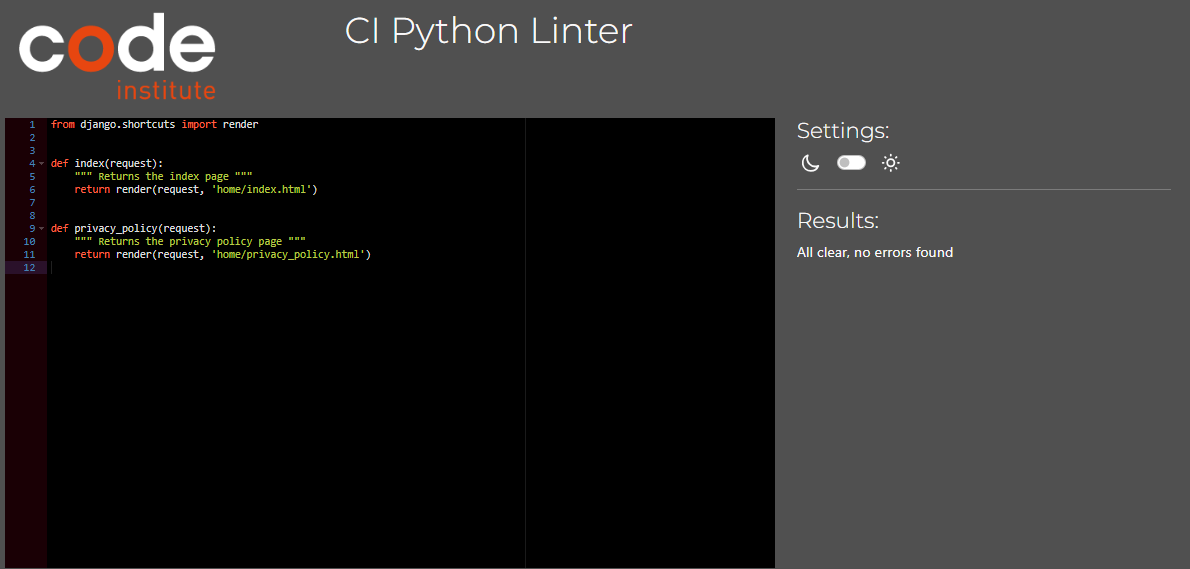 code
institute
CI Python Linter
1 from django.shortcuts import render
2
3
4 def index(request):
5     """ Returns the index page """
6     return render(request, 'home/index.html')
7
8
9 def privacy_policy(request):
10     """ Returns the privacy policy page """
11     return render(request, 'home/privacy_policy.html')
12
Settings:
Results:
All clear, no errors found